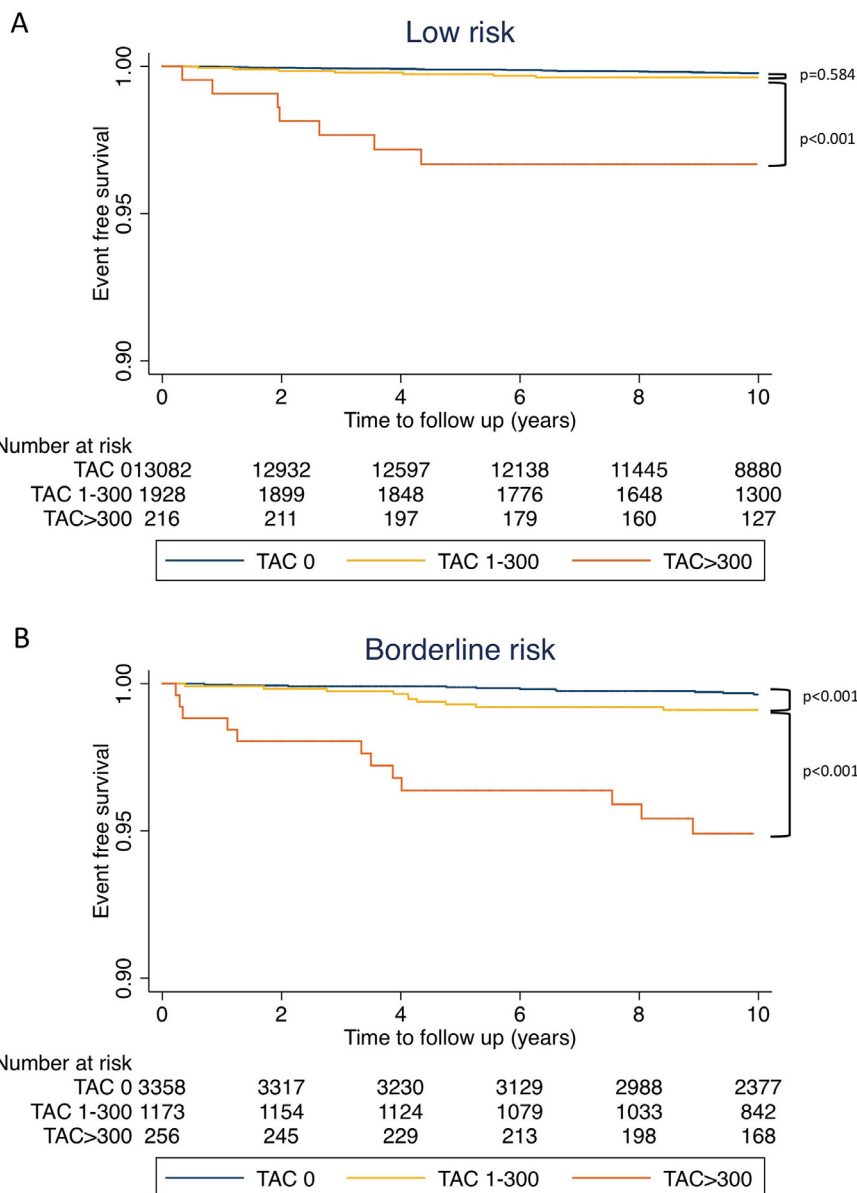 A
Low risk
1.00
0.95
0.90
Event free survival
p=0.584
p<0.001
0 2 4 6 8 10
Time to follow up (years)
Number at risk
TAC 013082 12932 12597 12138 11445 8880
TAC 1-300 1928 1899 1848 1776 1648 1300
TAC>300 216 211 197 179 160 127
TAC 0 TAC 1-300 TAC>300
B
Borderline risk
1.00
0.95
0.90
Event free survival
p<0.001
p<0.001
0 2 4 6 8 10
Time to follow up (years)
Number at risk
TAC 0 3358 3317 3230 3129 2988 2377
TAC 1-300 1173 1154 1124 1079 1033 842
TAC>300 256 245 229 213 198 168
TAC 0 TAC 1-300 TAC>300